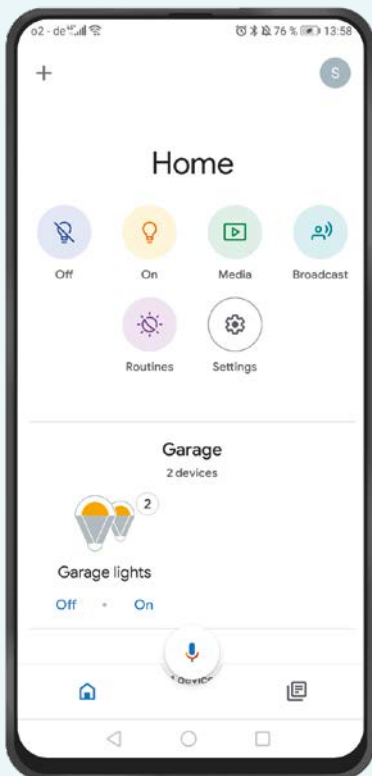 o2 - de 76 % 13:58
S
Home
Off On Media Broadcast
Routines Settings
Garage
2 devices
2
Garage lights
Off • On